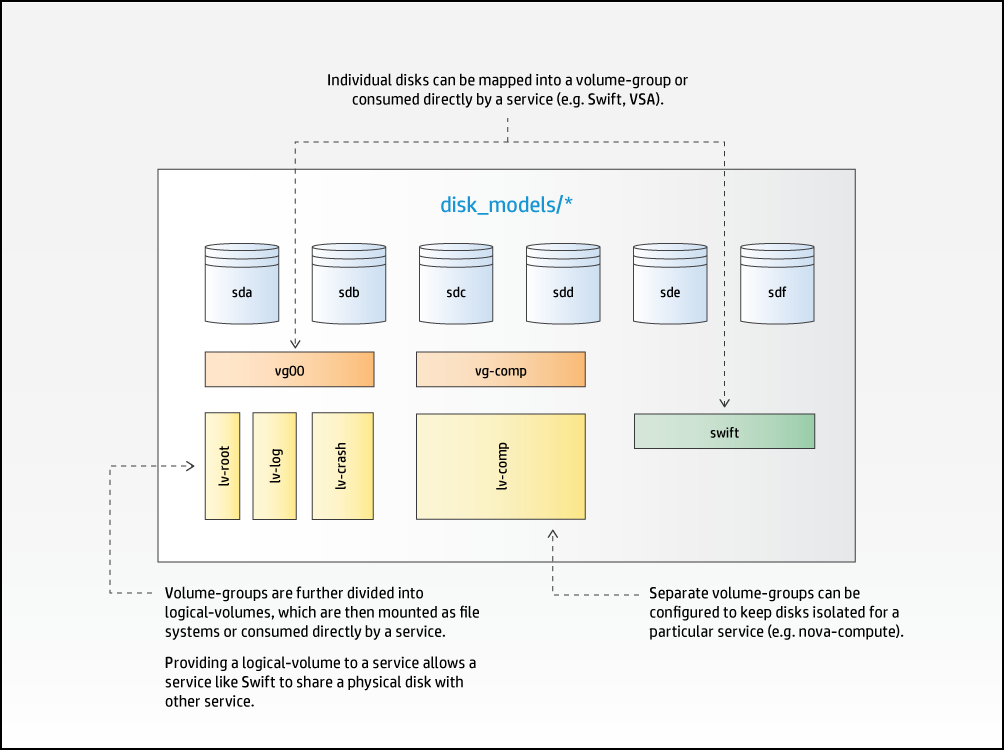 Individual disks can be mapped into a volume-group or
consumed directly by a service (e.g. Swift, VSA).
disk_models/*
sda
sdb
sdc
sdd
sde
sdf
vg00
vg-comp
lv-root
lv-log
lv-crash
lv-comp
swift
Volume-groups are further divided into
logical-volumes, which are then mounted as file
systems or consumed directly by a service.
Providing a logical-volume to a service allows a
service like Swift to share a physical disk with
other service.
Separate volume-groups can be
configured to keep disks isolated for a
particular service (e.g. nova-compute).